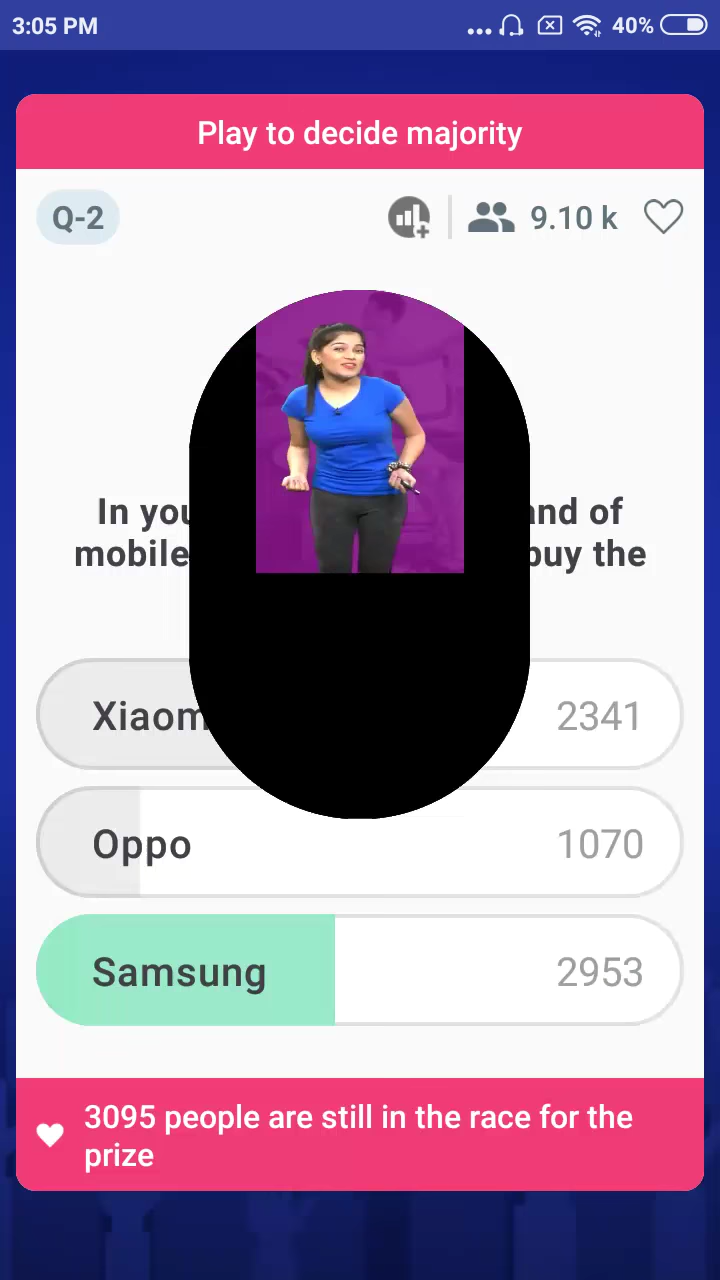 3:05 PM
40%
Play to decide majority
Q-2
9.10 k
In you
nd of
mobile
buy the
Xiaom
2341
Oppo
1070
Samsung
2953
3095 people are still in the race for the
prize